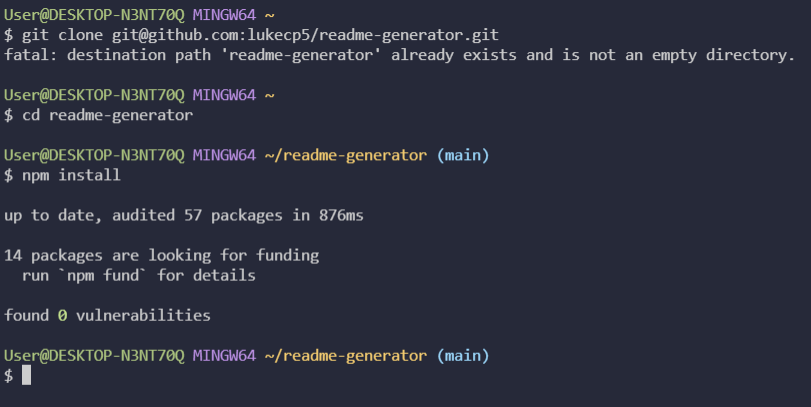 User@DESKTOP-N3NT70Q MINGW64 ~
$ git clone git@github.com:lukecp5/readme-generator.git
fatal: destination path 'readme-generator' already exists and is not an empty directory.
User@DESKTOP-N3NT70Q MINGW64 ~
$ cd readme-generator
User@DESKTOP-N3NT70Q MINGW64 ~/readme-generator (main)
$ npm install
up to date, audited 57 packages in 876ms
14 packages are looking for funding
  run `npm fund` for details
found 0 vulnerabilities
User@DESKTOP-N3NT70Q MINGW64 ~/readme-generator (main)
$